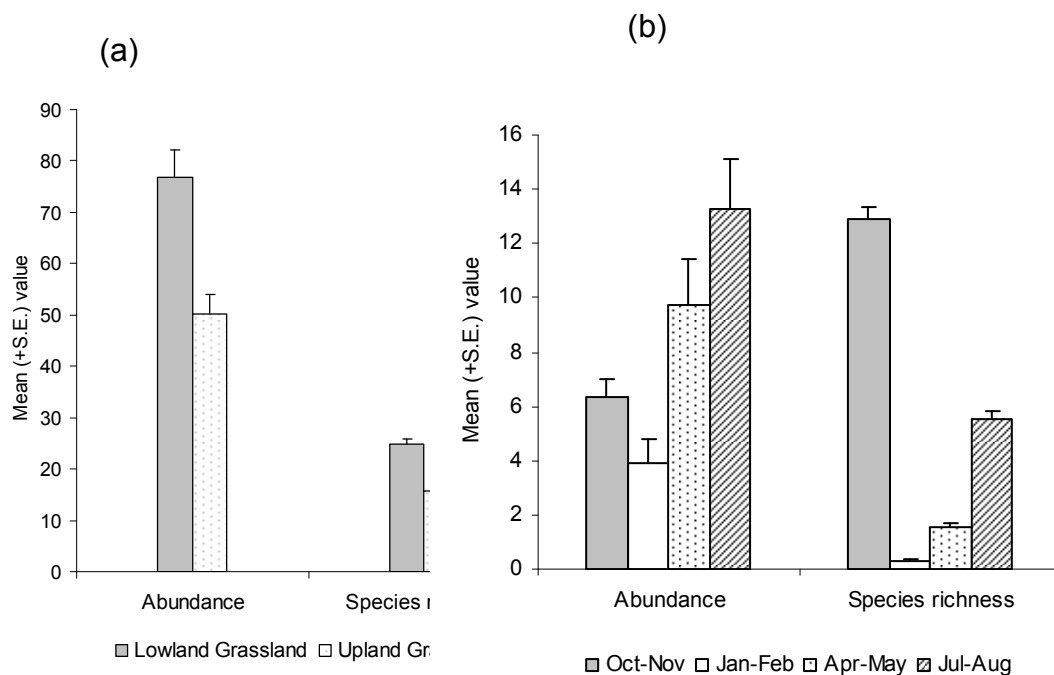 (a)
90
80
70
60
50
40
30
20
10
0
Mean (+S.E.) value
Abundance
Species
Lowland Grassland Upland
(b)
16
14
12
10
8
6
4
2
0
Mean (+S.E.) value
Abundance Species richness
Oct-Nov Jan-Feb Apr-May Jul-Aug